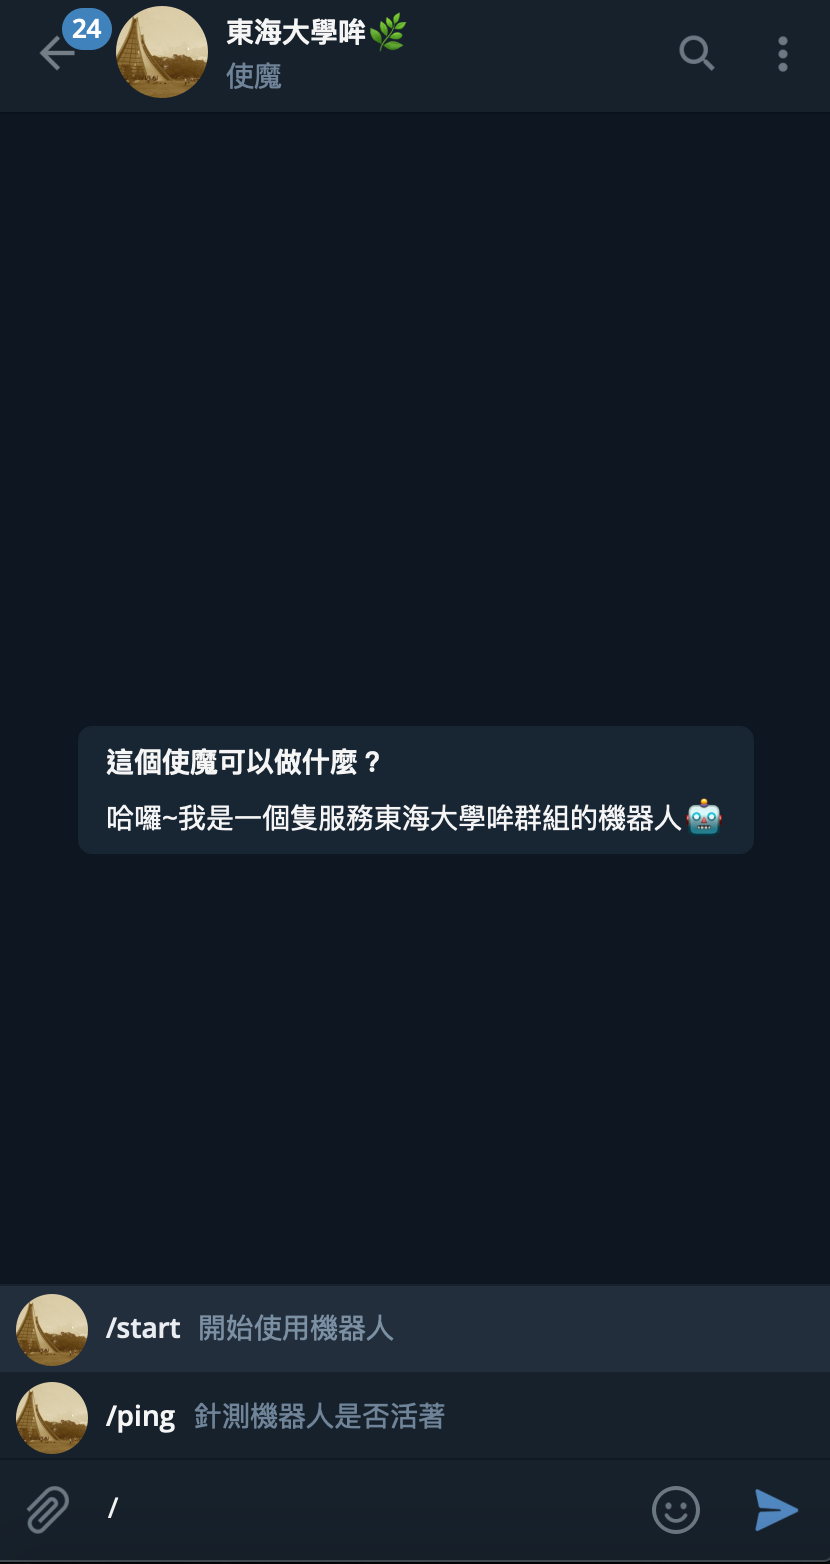 24
東海大學哞🌿
使魔
這個使魔可以做什麼?
哈囉~我是一個隻服務東海大學哞群組的機器人🤖
/start 開始使用機器人
/ping 針測機器人是否活著
/